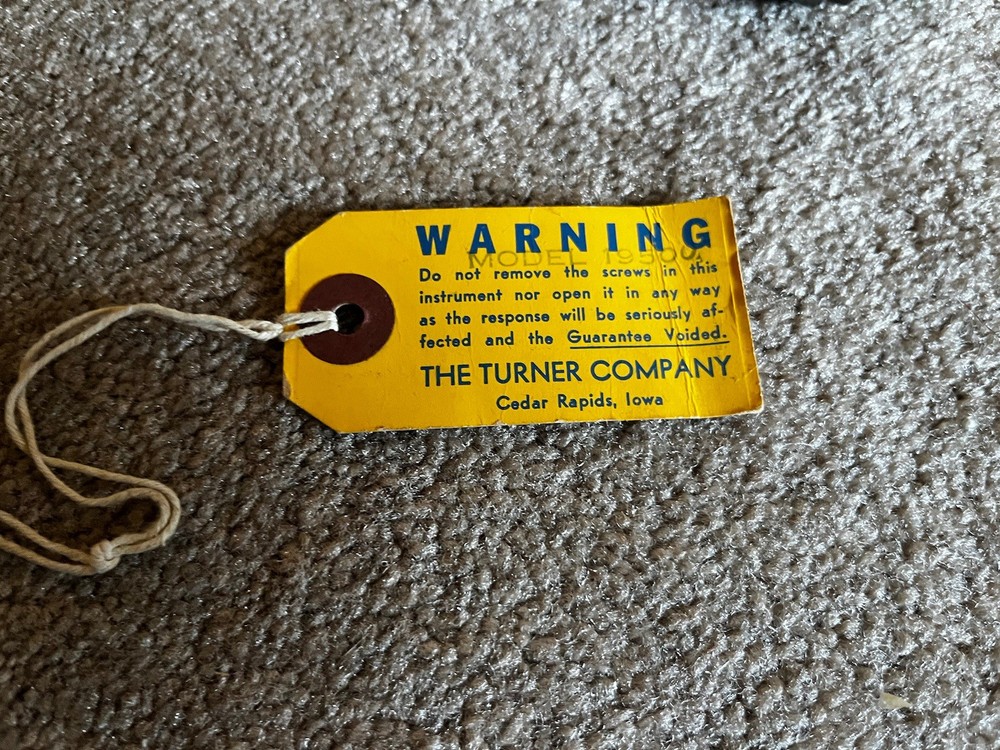 WARNING
MODEL
Do not remove the screws in this
instrument nor open it in any way
as the response will be seriously af-
fected and the Guarantee Voided.
THE TURNER COMPANY
Cedar Rapids, Iowa